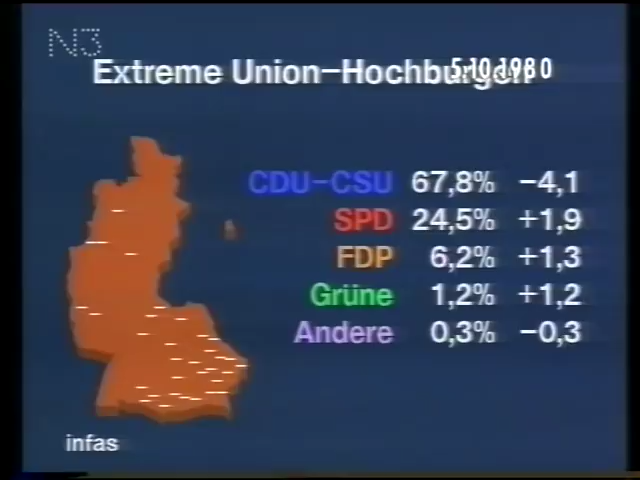 N3
5.10.1980
Extreme Union-Hochburgen
CDU-CSU 67,8% -4,1
SPD 24,5% +1,9
FDP 6,2% +1,3
Grüne 1,2% +1,2
Andere 0,3% -0,3
infas